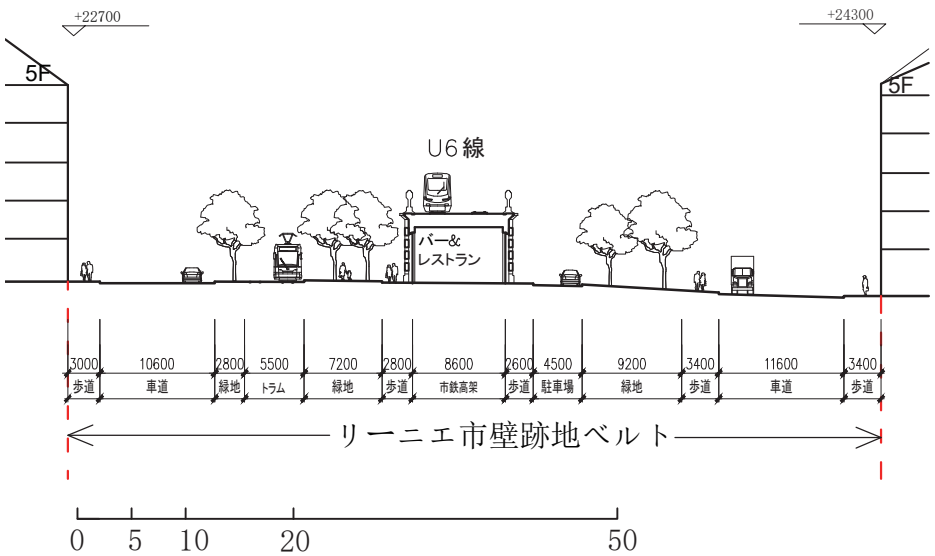 +22700
+24300
5F
5F
U6線
バー&
レストラン
3000 10600 2800 5500 7200 2800 8600 2600 4500 9200 3400 11600 3400
歩道 車道 緑地 トラム 緑地 歩道 市鉄高架 歩道 駐車場 緑地 歩道 車道 歩道
リーニエ市壁跡地ベルト
0 5 10 20 50